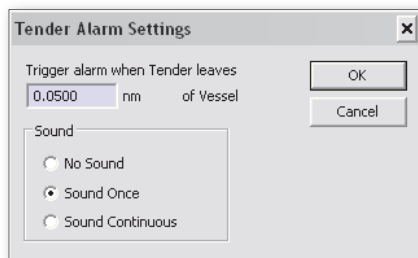 Tender Alarm Settings
Trigger alarm when Tender leaves
0.0500 nm of Vessel
OK
Cancel
Sound
No Sound
Sound Once
Sound Continuous